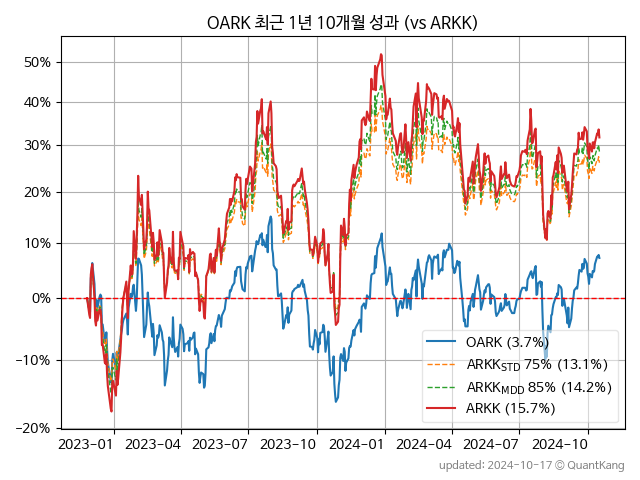 OARK 최근 1년 10개월 성과 (vs ARKK)
50%
40%
30%
20%
10%
0%
−10%
−20%
OARK (3.7%)
ARKK_STD 75% (13.1%)
ARKK_MDD 85% (14.2%)
ARKK (15.7%)
2023−01 2023−04 2023−07 2023−10 2024−01 2024−04 2024−07 2024−10
updated: 2024-10-17 © QuantKang